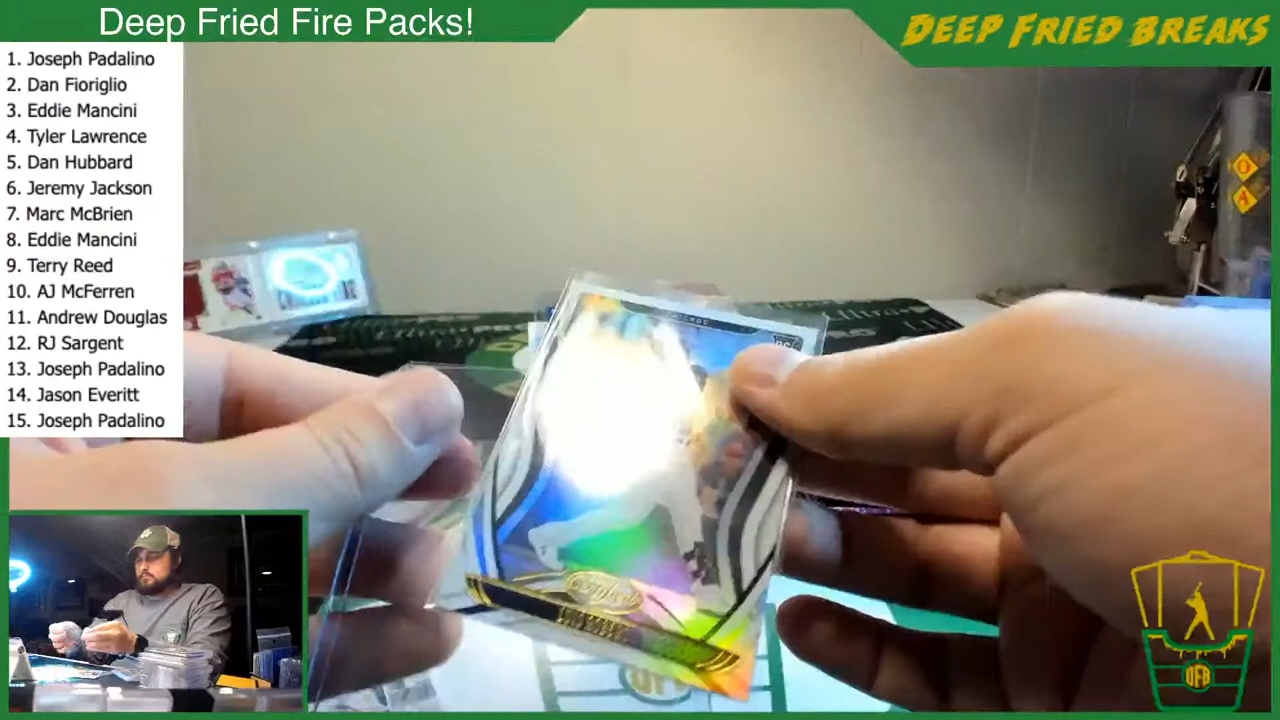 Deep Fried Fire Packs!
DEEP FRIED BREAKS
1. Joseph Padalino
2. Dan Fioriglio
3. Eddie Mancini
4. Tyler Lawrence
5. Dan Hubbard
6. Jeremy Jackson
7. Marc McBrien
8. Eddie Mancini
9. Terry Reed
10. AJ McFerren
11. Andrew Douglas
12. RJ Sargent
13. Joseph Padalino
14. Jason Everitt
15. Joseph Padalino
O
A
Ultra
DFB
DFB